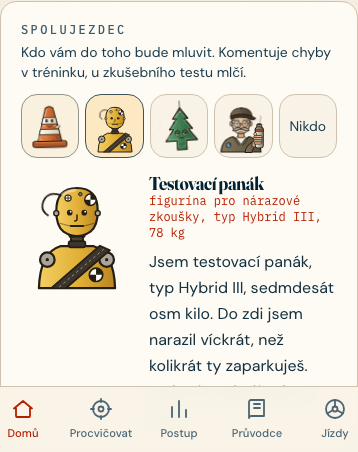 SPOLUJEZDEC
Kdo vám do toho bude mluvit. Komentuje chyby
v tréninku, u zkušebního testu mlčí.
Nikdo
Testovací panák
figurína pro nárazové
zkoušky, typ Hybrid III,
78 kg
Jsem testovací panák,
typ Hybrid III, sedmdesát
osm kilo. Do zdi jsem
narazil víckrát, než
kolikrát ty zaparkuješ.
Domů
Procvičovat
Postup
Průvodce
Jízdy